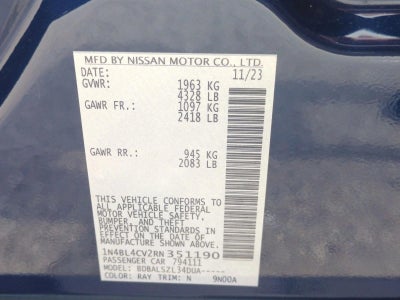 MFD BY NISSAN MOTOR CO., LTD.
DATE: 11/23
GVWR: 1963 KG
4328 LB
GAWR FR.: 1097 KG
2418 LB
GAWR RR.: 945 KG
2083 LB
THIS VEHICLE CONFORMS TO
ALL APPLICABLE FEDERAL
MOTOR VEHICLE SAFETY,
BUMPER, AND THEFT
PREVENTION STANDARDS IN
EFFECT ON THE DATE OF
MANUFACTURE SHOWN ABOVE.
1N4BL4CV2RN351190
PASSENGER CAR 794111
MODEL: BDBALSZL34DUA-----
COLOR: RAY TRIM: N 9N00A